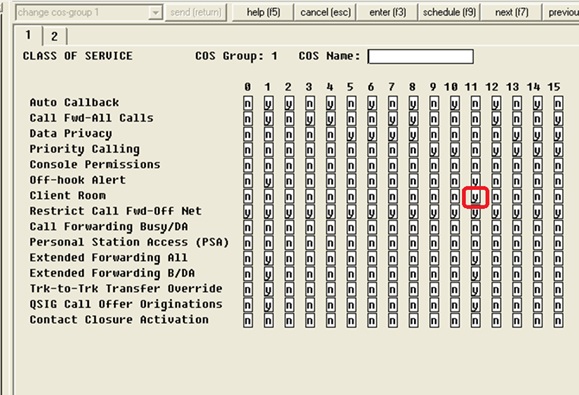 change cos-group 1 send (return) help (f5) cancel (esc) enter (f3) schedule (f9) next (f7) previou
1 2
CLASS OF SERVICE COS Group: 1 COS Name:
0 1 2 3 4 5 6 7 8 9 10 11 12 13 14 15
Auto Callback n y y n y n y n y n y n y n y n
Call Fwd-All Calls n y n y y n n y y n n y y n n y
Data Privacy n n n n n y y y y n n n n y y y
Priority Calling n n n n n n n n n y y y y y y y
Console Permissions n n n n n n n n n n n n n n n n
Off-hook Alert n y n n n n n n n n n y n n n n
Client Room n n n n n n n n n n n y n n n n
Restrict Call Fwd-Off Net y y y y y y y y y y y y y y y y
Call Forwarding Busy/DA n n n n n n n n n n n n n n n n
Personal Station Access (PSA) n n n n n n n n n n n n n n n n
Extended Forwarding All n y n n n n n n n n n y n n n n
Extended Forwarding B/DA n y n n n n n n n n n y n n n n
Trk-to-Trk Transfer Override n y n n n n n n n n n y n n n n
QSIG Call Offer Originations n y n n n n n n n n n y n n n n
Contact Closure Activation n n n n n n n n n n n n n n n n